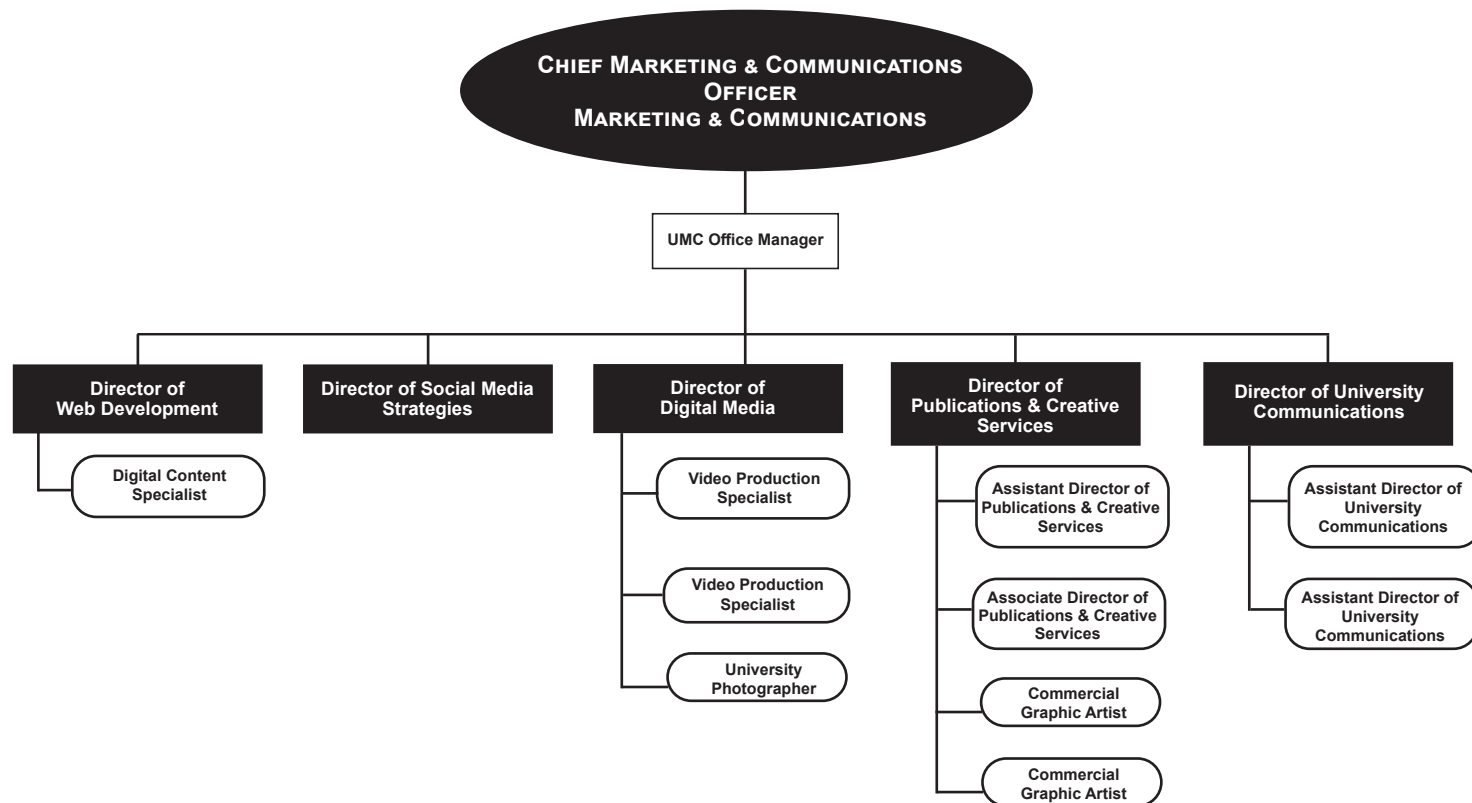 CHIEF MARKETING & COMMUNICATIONS
OFFICER
MARKETING & COMMUNICATIONS
UMC Office Manager
Director of
Web Development
Director of Social Media
Strategies
Director of
Digital Media
Director of
Publications & Creative
Services
Director of University
Communications
Digital Content
Specialist
Video Production
Specialist
Video Production
Specialist
University
Photographer
Assistant Director of
Publications & Creative
Services
Associate Director of
Publications & Creative
Services
Commercial
Graphic Artist
Commercial
Graphic Artist
Assistant Director of
University
Communications
Assistant Director of
University
Communications